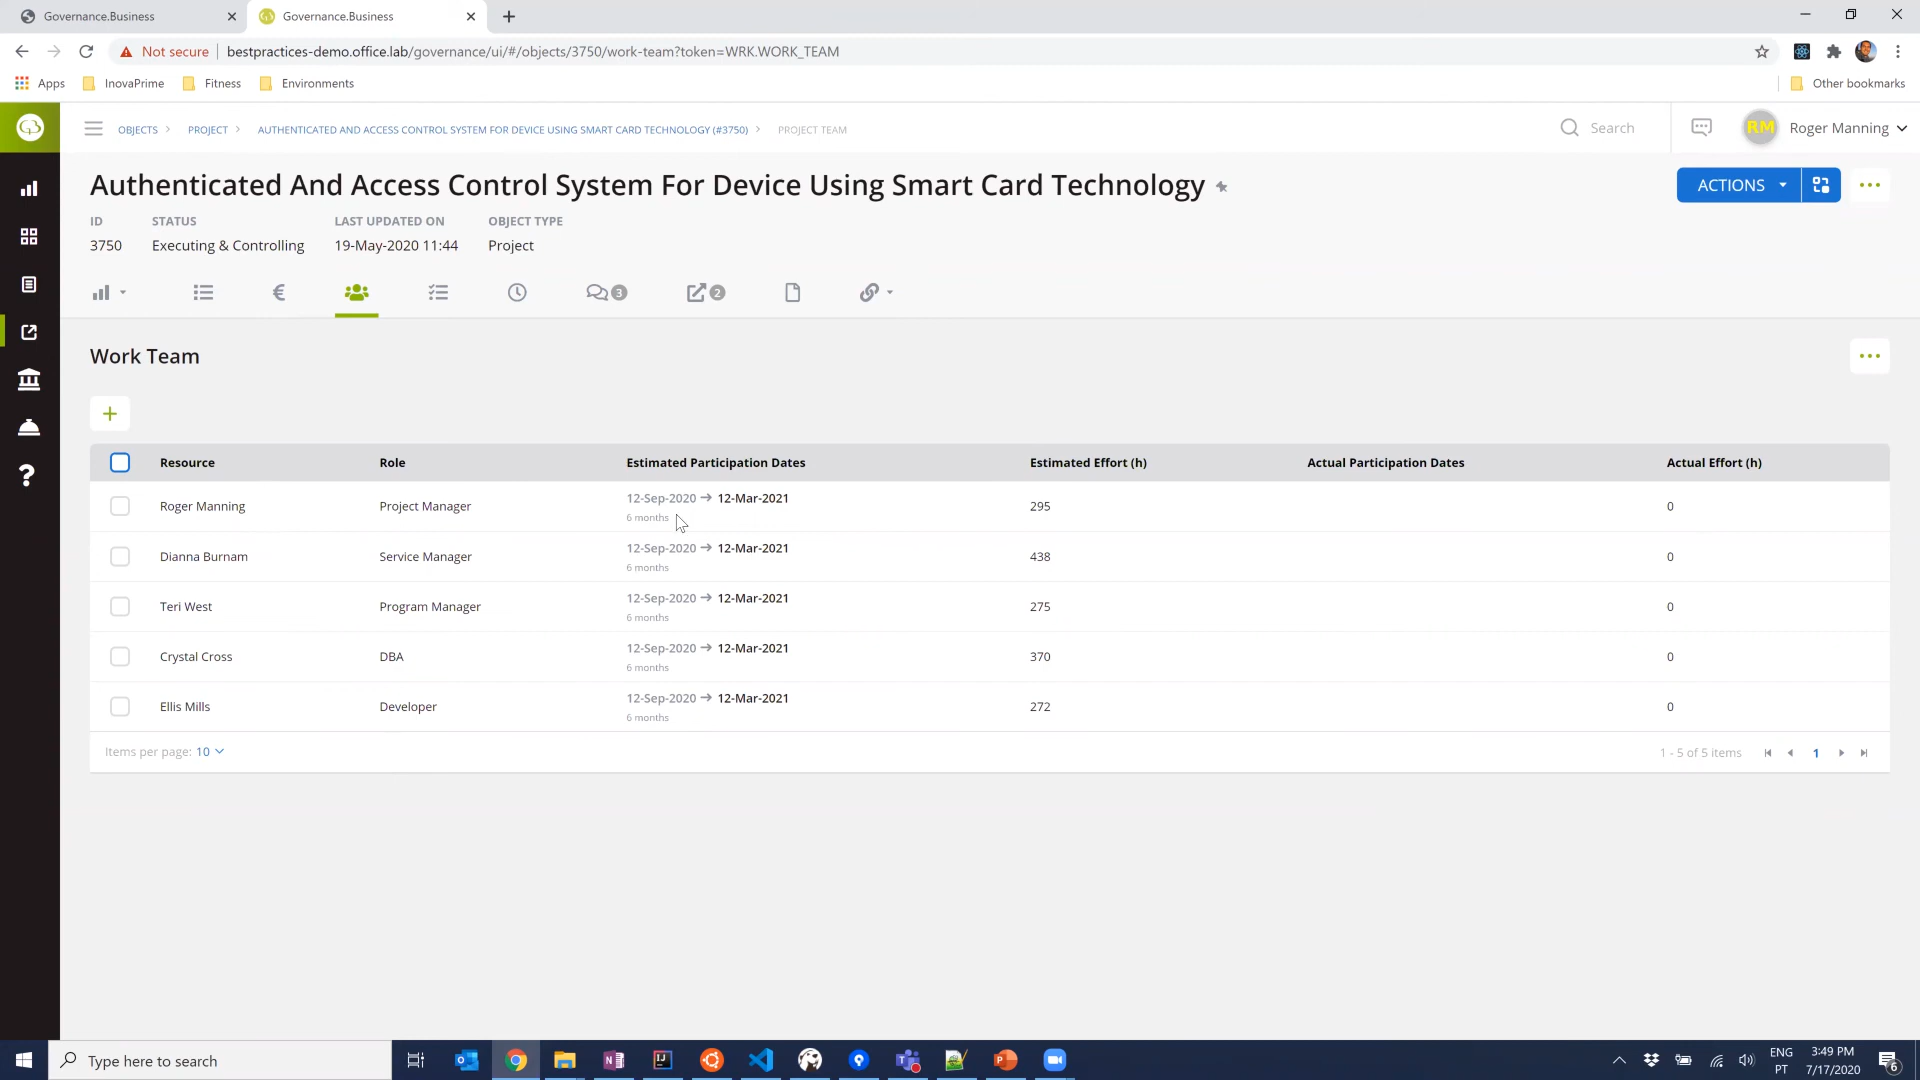 Governance.Business
Governance.Business
Not secure
bestpractices-demo.office.lab/governance/ui/#/objects/3750/work-team?token=WRK.WORK_TEAM
Apps InovaPrime Fitness Environments Other bookmarks
OBJECTS PROJECT AUTHENTICATED AND ACCESS CONTROL SYSTEM FOR DEVICE USING SMART CARD TECHNOLOGY (#3750) PROJECT TEAM
Search
RM Roger Manning
Authenticated And Access Control System For Device Using Smart Card Technology
ACTIONS
ID STATUS LAST UPDATED ON OBJECT TYPE
3750 Executing & Controlling 19-May-2020 11:44 Project
€ 3 2
Work Team
Resource Role Estimated Participation Dates Estimated Effort (h) Actual Participation Dates Actual Effort (h)
Roger Manning Project Manager 12-Sep-2020 → 12-Mar-2021 295 0
6 months
Dianna Burnam Service Manager 12-Sep-2020 → 12-Mar-2021 438 0
6 months
Teri West Program Manager 12-Sep-2020 → 12-Mar-2021 275 0
6 months
Crystal Cross DBA 12-Sep-2020 → 12-Mar-2021 370 0
6 months
Ellis Mills Developer 12-Sep-2020 → 12-Mar-2021 272 0
6 months
Items per page: 10 1 - 5 of 5 items 1
Type here to search
ENG 3:49 PM
PT 7/17/2020 6